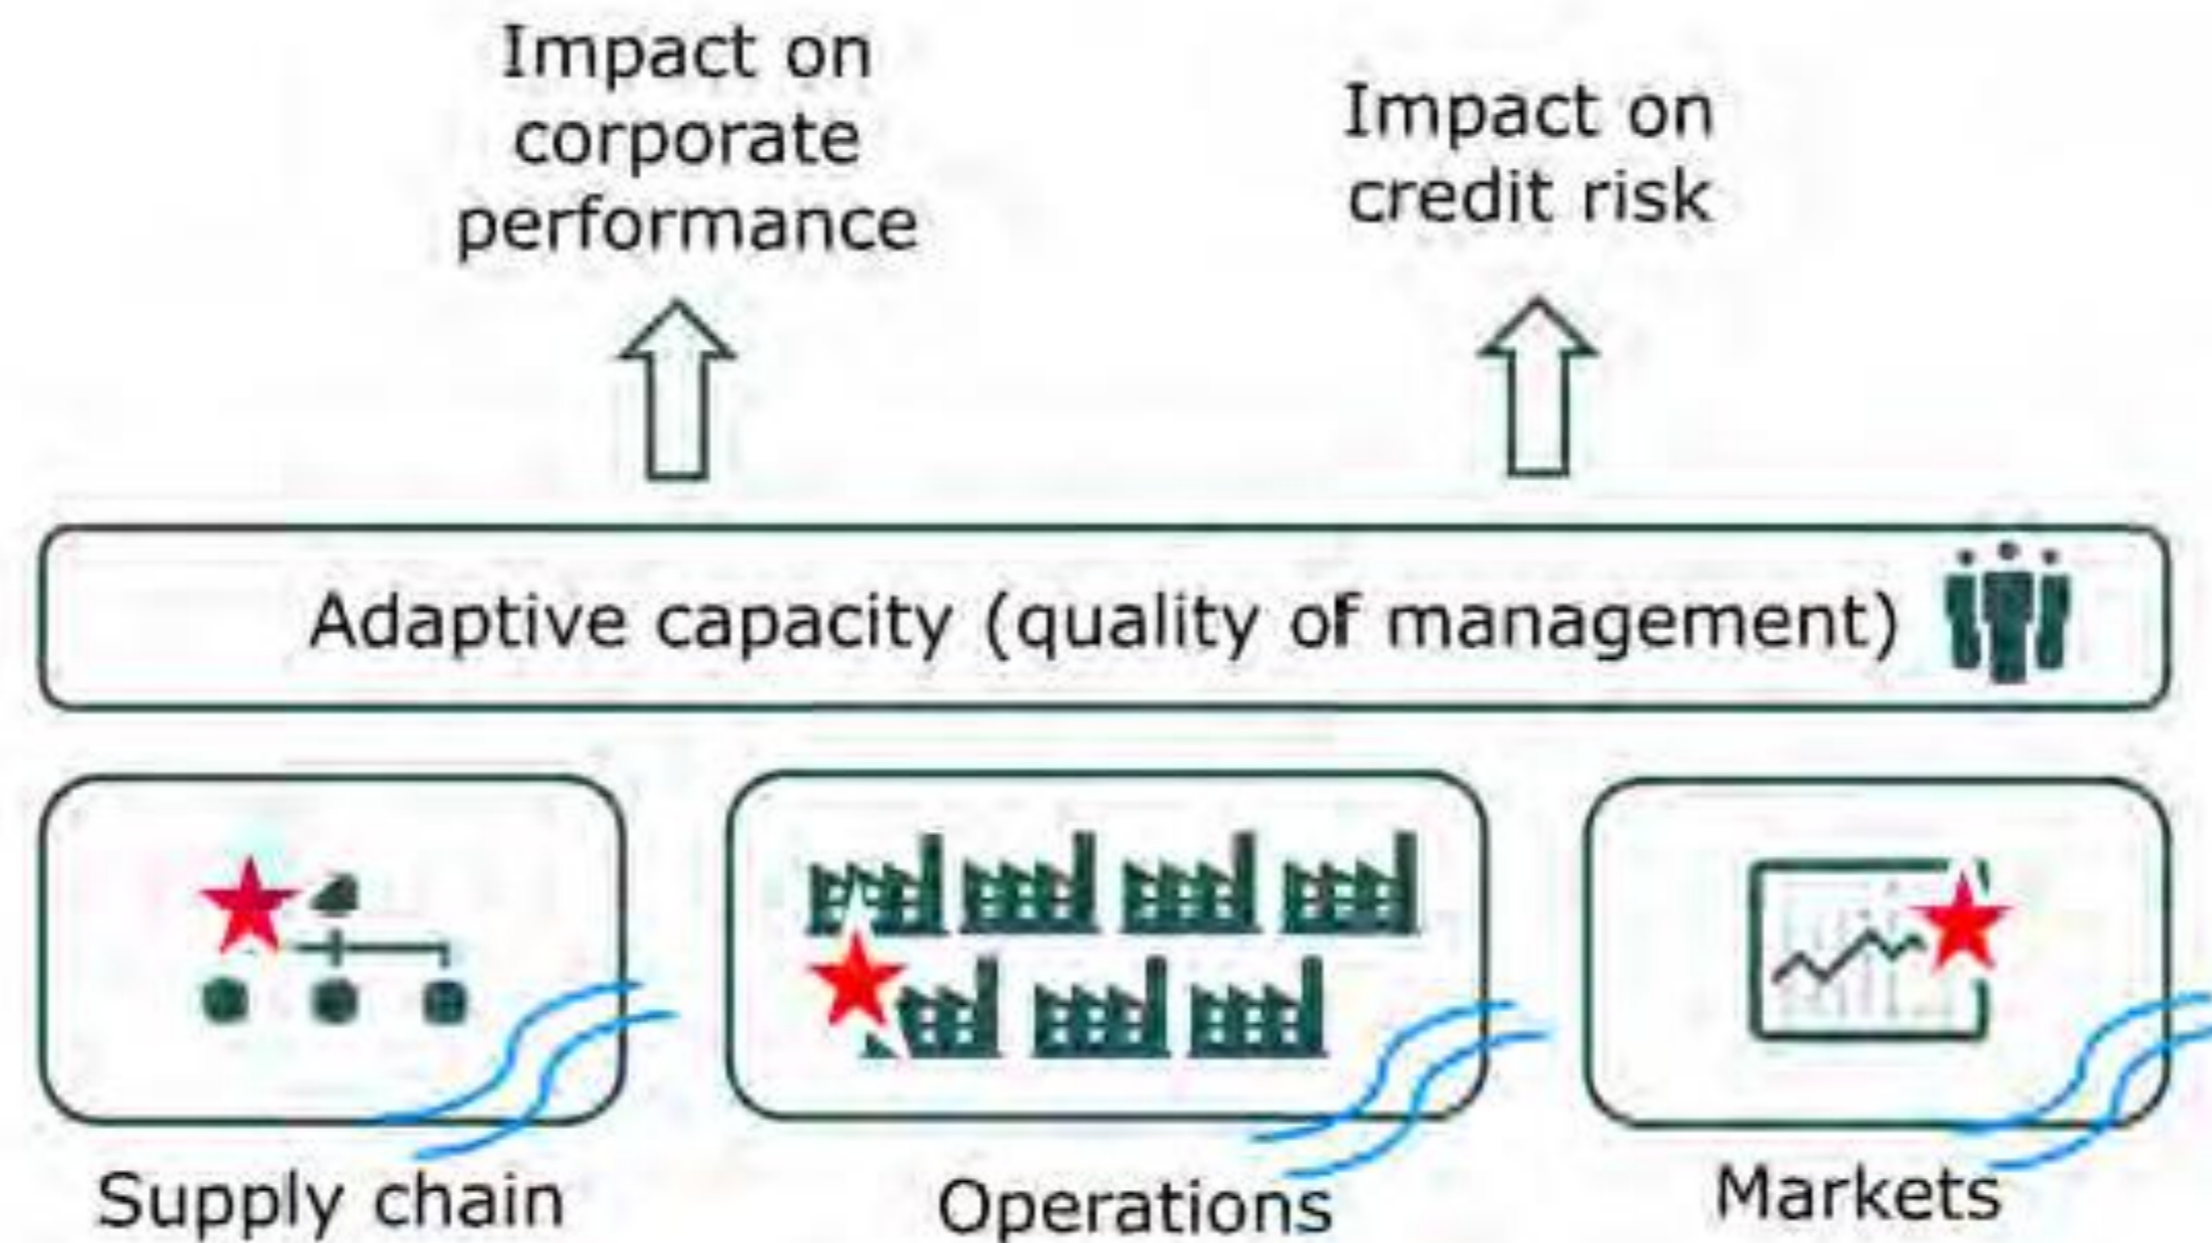 Impact on
corporate
performance
Impact on
credit risk
Adaptive capacity (quality of management)
Supply chain
Operations
Markets